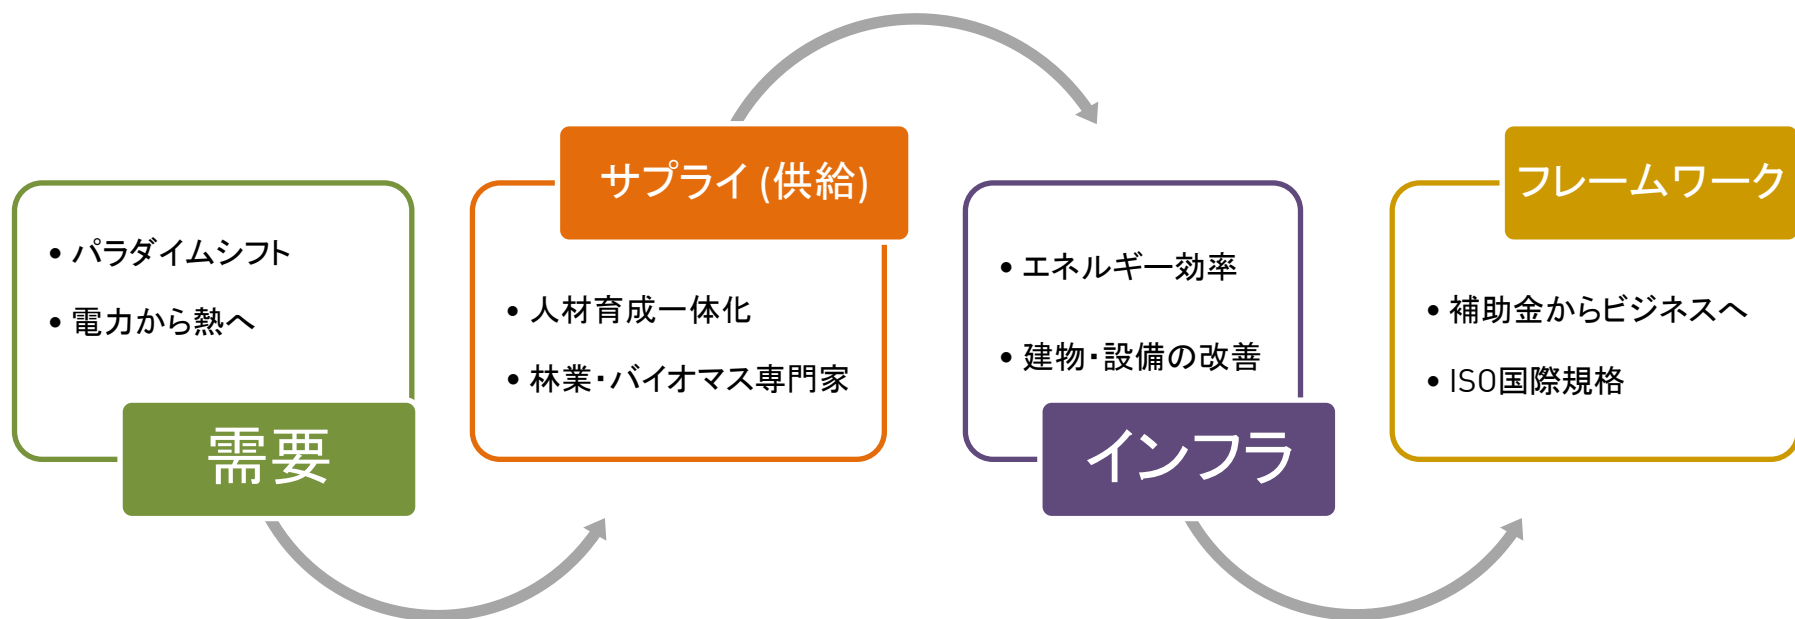 • パラダイムシフト
• 電力から熱へ
需要
サプライ (供給)
• 人材育成一体化
• 林業・バイオマス専門家
• エネルギー効率
• 建物・設備の改善
インフラ
フレームワーク
• 補助金からビジネスへ
• ISO国際規格